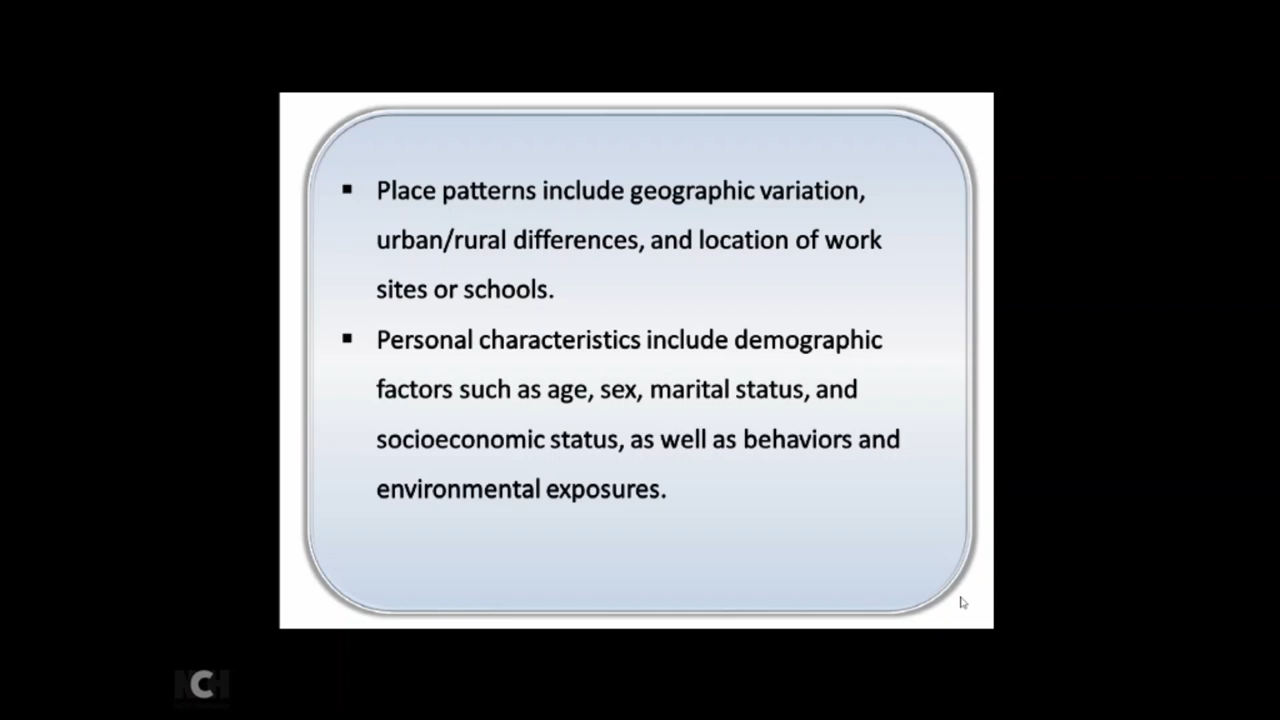 ▪ Place patterns include geographic variation,
urban/rural differences, and location of work
sites or schools.
▪ Personal characteristics include demographic
factors such as age, sex, marital status, and
socioeconomic status, as well as behaviors and
environmental exposures.
NCH